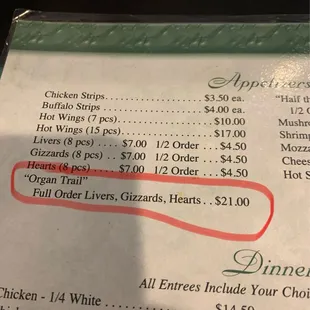 Appetizers
Chicken Strips........................$3.50 ea.
Buffalo Strips........................$4.00 ea.
Hot Wings (7 pcs)........................$10.00
Hot Wings (15 pcs)........................$17.00
Livers (8 pcs) .... $7.00 1/2 Order ... $4.50
Gizzards (8 pcs) .. $7.00 1/2 Order ... $4.50
Hearts (8 pcs) .... $7.00 1/2 Order ... $4.50
"Organ Trail"
Full Order Livers, Gizzards, Hearts . . $21.00
"Half th
1/2 O
Mushro
Shrimp
Mozza
Chees
Hot S
Dinne
All Entrees Include Your Choi
Chicken - 1/4 White ........................ $14.50